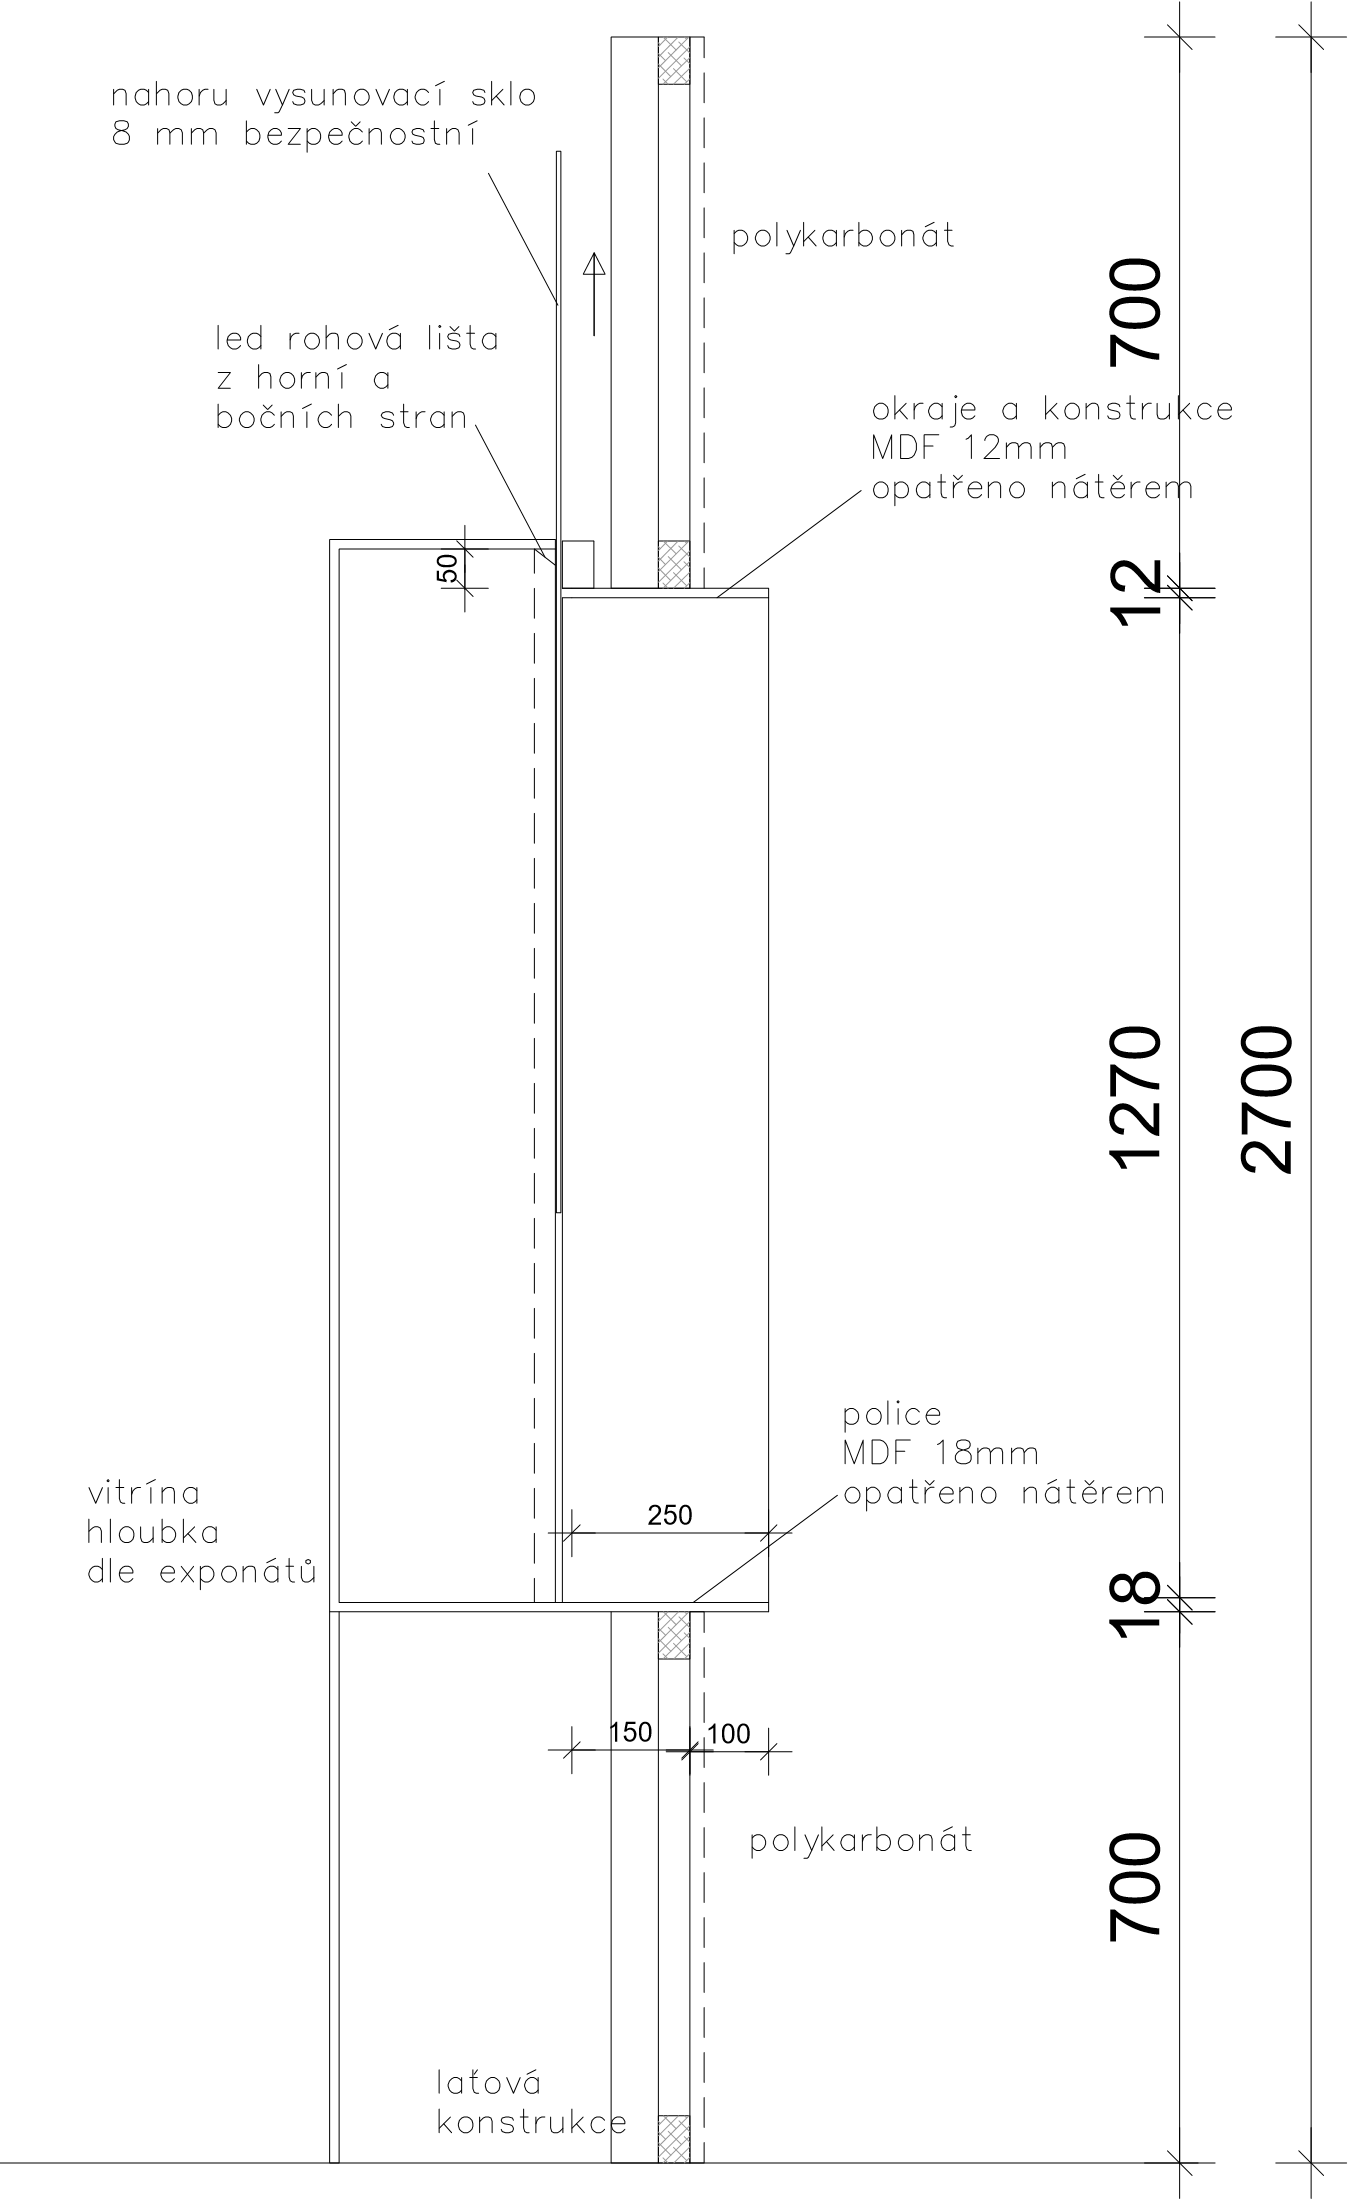 nahoru vysunovací sklo
8 mm bezpečnostní
polykarbonát
700
led rohová lišta
z horní a
bočních stran
okraje a konstrukce
MDF 12mm
opatřeno nátěrem
50
12
1270
2700
police
MDF 18mm
opatřeno nátěrem
vitrína
hloubka
dle exponátů
250
18
150
100
polykarbonát
700
laťová
konstrukce